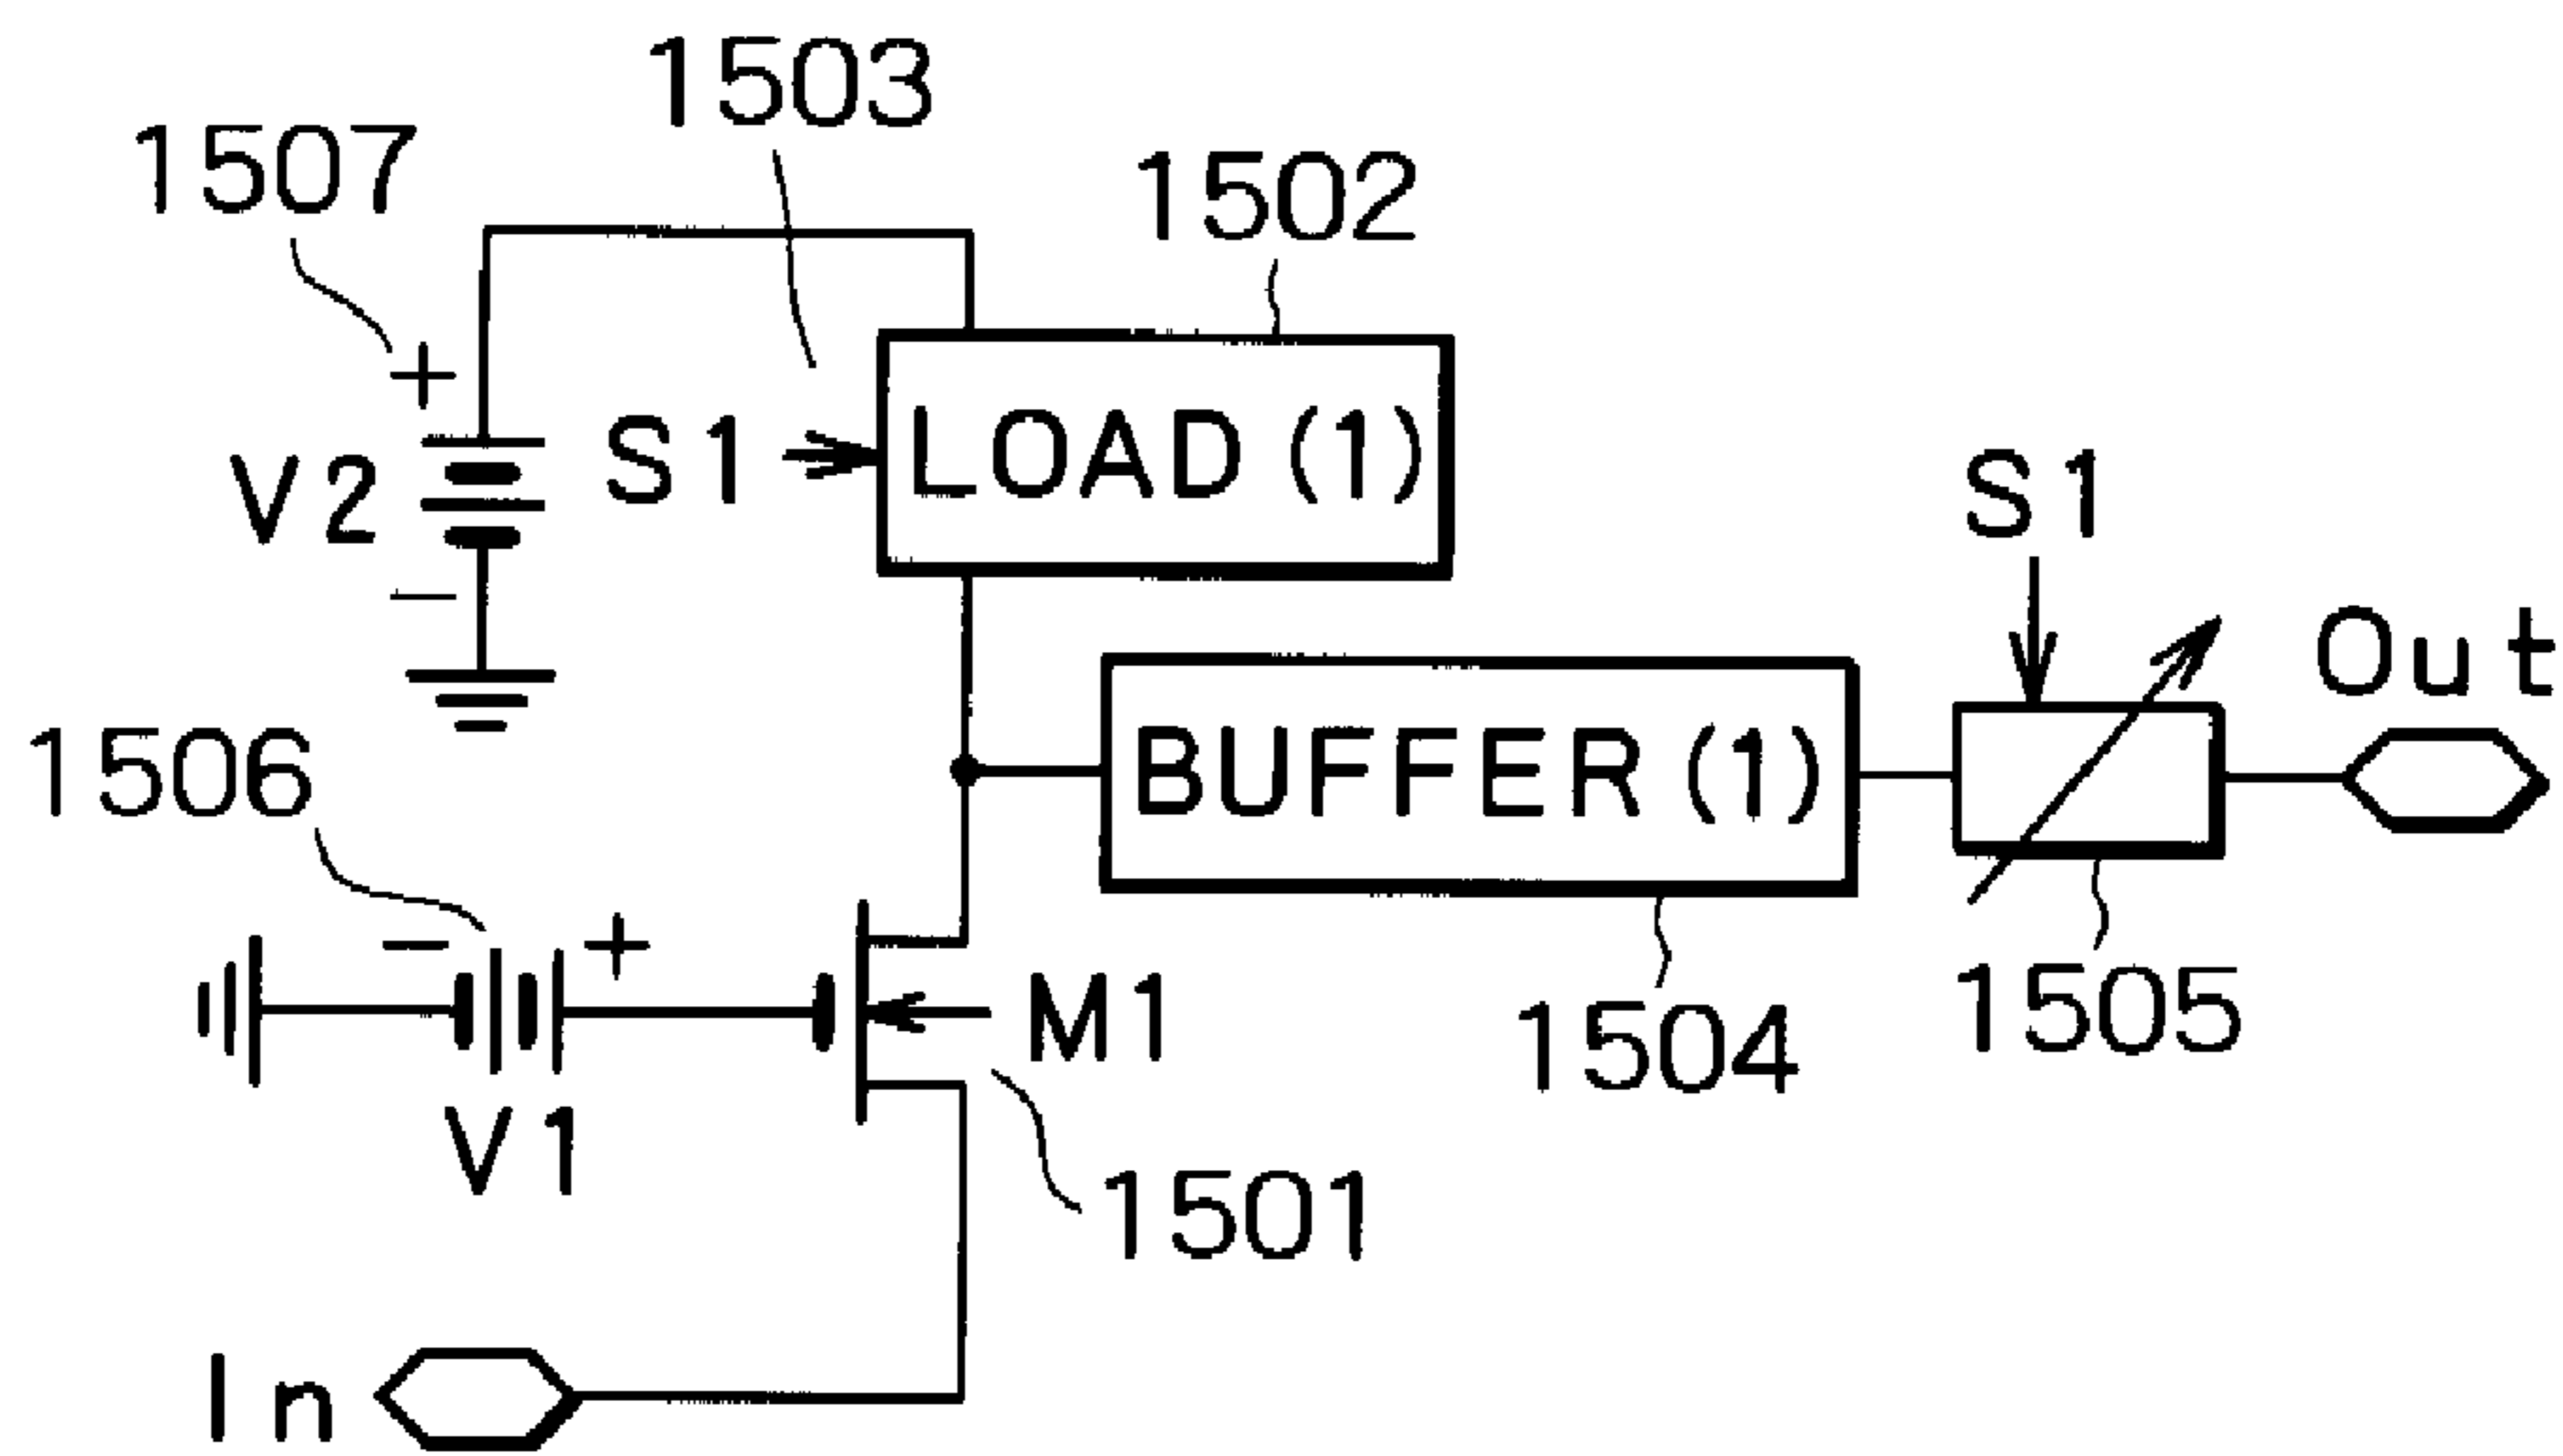 1503
1507
1502
+
V2
S1
LOAD (1)
S1
−
Out
1506
BUFFER (1)
−
+
M1
1504
1505
V1
1501
In